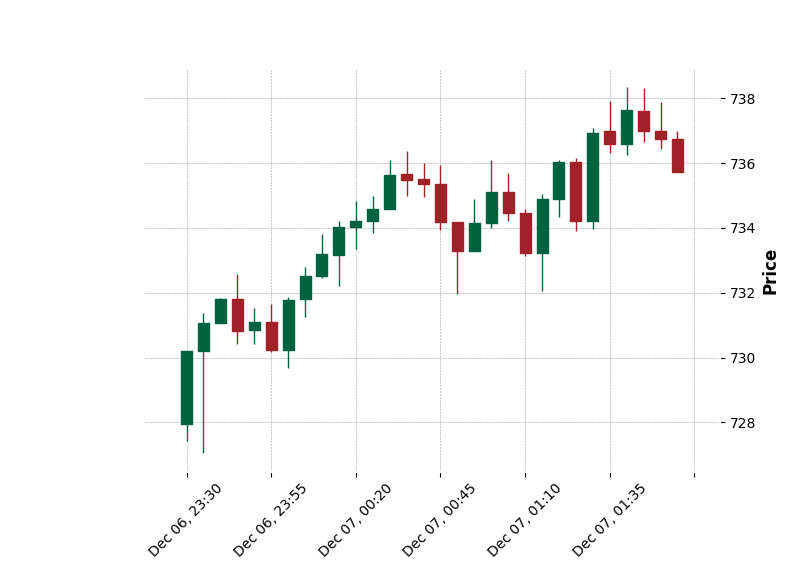 738
736
734
732
730
728
Price
Dec 06, 23:30
Dec 06, 23:55
Dec 07, 00:20
Dec 07, 00:45
Dec 07, 01:10
Dec 07, 01:35